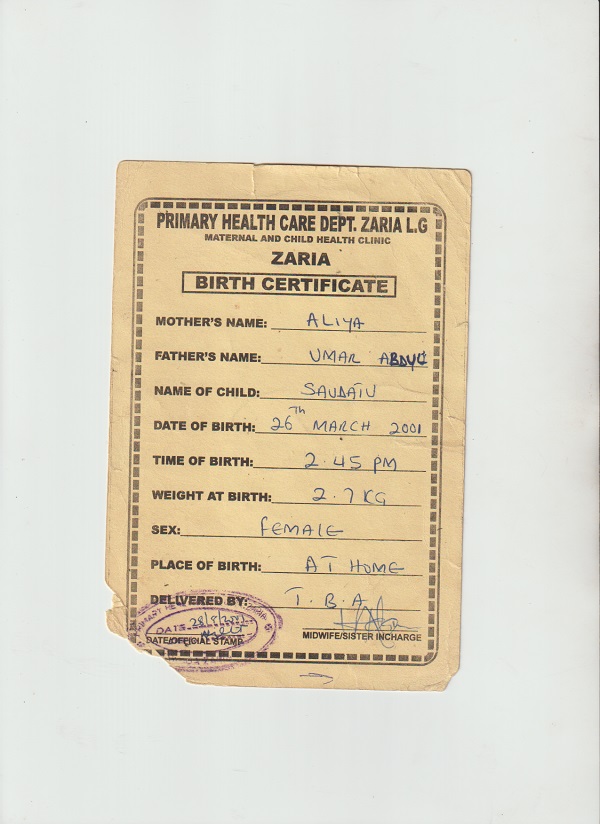 PRIMARY HEALTH CARE DEPT. ZARIA L.G
MATERNAL AND CHILD HEALTH CLINIC
ZARIA
BIRTH CERTIFICATE
MOTHER'S NAME: ALIYA
FATHER'S NAME: UMAR
NAME OF CHILD: SAUDATU
DATE OF BIRTH: 26TH MARCH 2001
TIME OF BIRTH: 2.45 PM
WEIGHT AT BIRTH: 2.7 KG
SEX: FEMALE
PLACE OF BIRTH: AT HOME
DELIVERED BY: T.B.A
DATE
DATE/OFFICIAL STAMP
MIDWIFE/SISTER INCHARGE